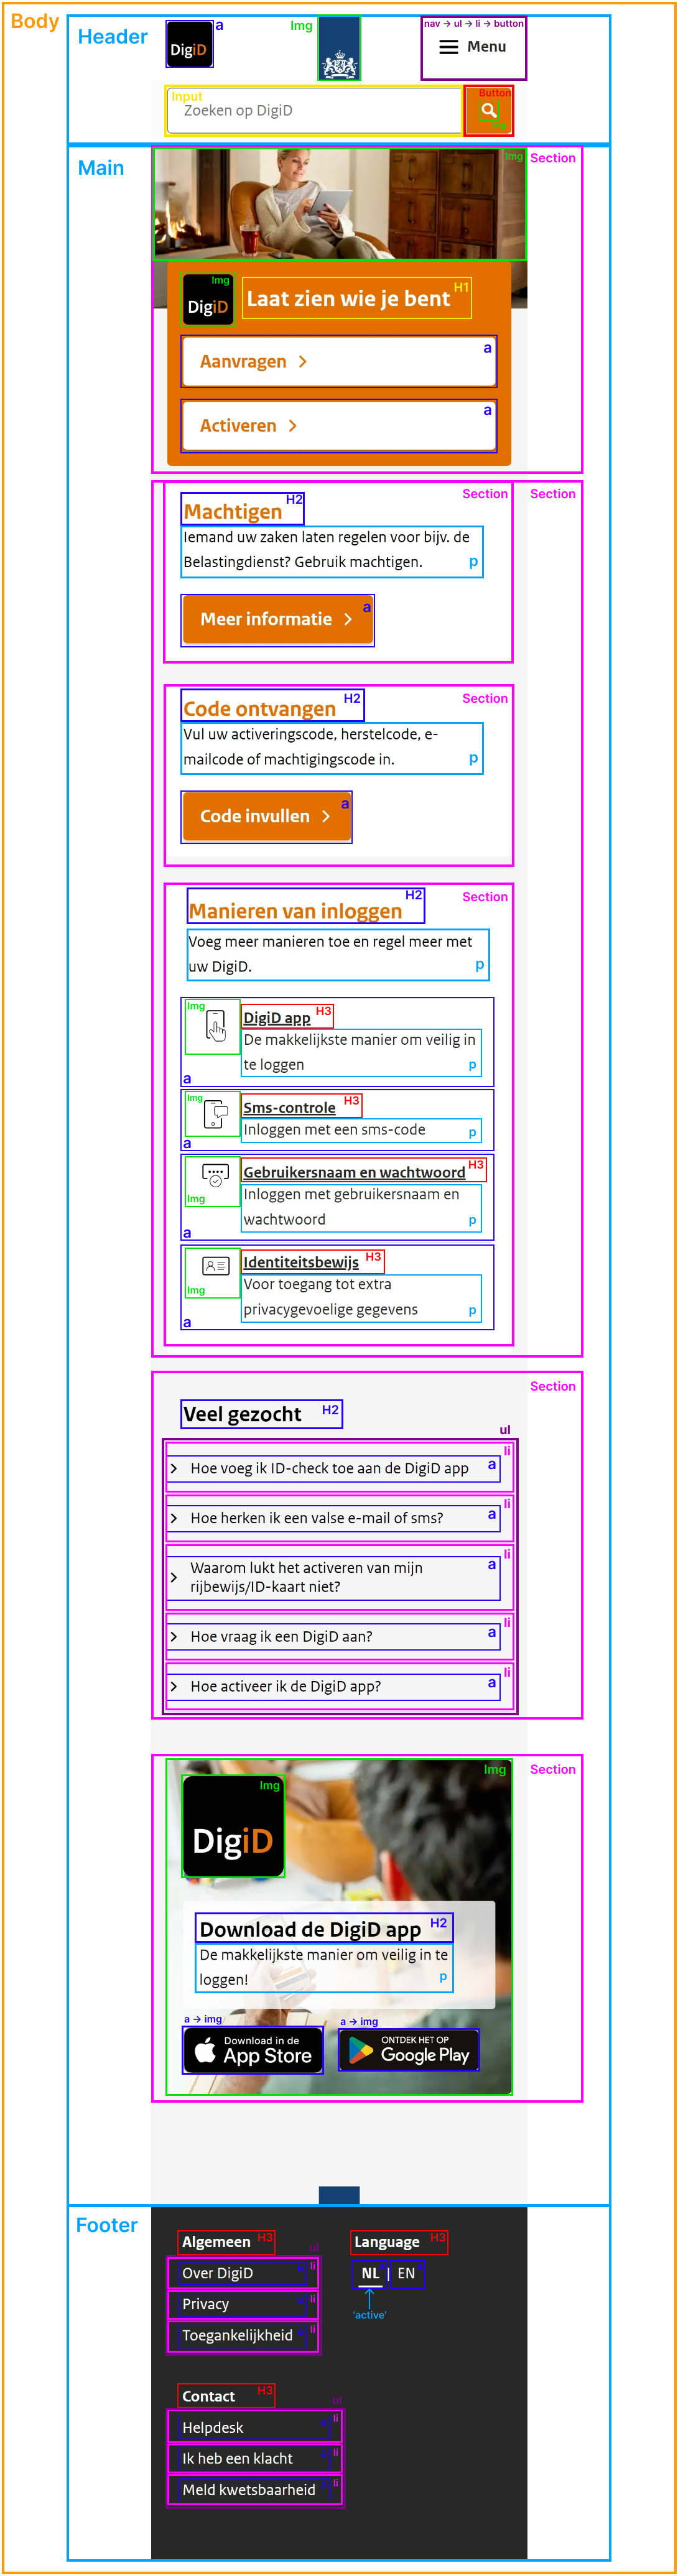 Body
Header
DigiD
a
Img
nav → ul → li → button
Menu
Input
Zoeken op DigiD
Button
Main
Img
Section
Img
DigiD
Laat zien wie je bent
H1
Aanvragen
a
Activeren
a
Section
Section
Machtigen
H2
Iemand uw zaken laten regelen voor bijv. de
Belastingdienst? Gebruik machtigen.
p
Meer informatie
a
Section
Code ontvangen
H2
Vul uw activeringscode, herstelcode, e-
mailcode of machtigingscode in.
p
Code invullen
a
Section
Manieren van inloggen
H2
Voeg meer manieren toe en regel meer met
uw DigiD.
p
Img
DigiD app
H3
De makkelijkste manier om veilig in
te loggen
p
a
Img
Sms-controle
H3
Inloggen met een sms-code
p
a
Gebruikersnaam en wachtwoord
H3
Img
Inloggen met gebruikersnaam en
wachtwoord
p
a
Identiteitsbewijs
H3
Img
Voor toegang tot extra
privacygevoelige gegevens
p
a
Section
Veel gezocht
H2
ul
li
Hoe voeg ik ID-check toe aan de DigiD app
a
li
Hoe herken ik een valse e-mail of sms?
a
li
Waarom lukt het activeren van mijn
rijbewijs/ID-kaart niet?
a
li
Hoe vraag ik een DigiD aan?
a
li
Hoe activeer ik de DigiD app?
a
Section
Img
Img
DigiD
Download de DigiD app
H2
De makkelijkste manier om veilig in te
loggen!
p
a → img
Download in de
App Store
a → img
ONTDEK HET OP
Google Play
Footer
Algemeen
H3
ul
Over DigiD
a
li
Privacy
a
li
Toegankelijkheid
a
li
Language
H3
NL
EN
'active'
Contact
H3
ul
Helpdesk
a
li
Ik heb een klacht
a
li
Meld kwetsbaarheid
a
li